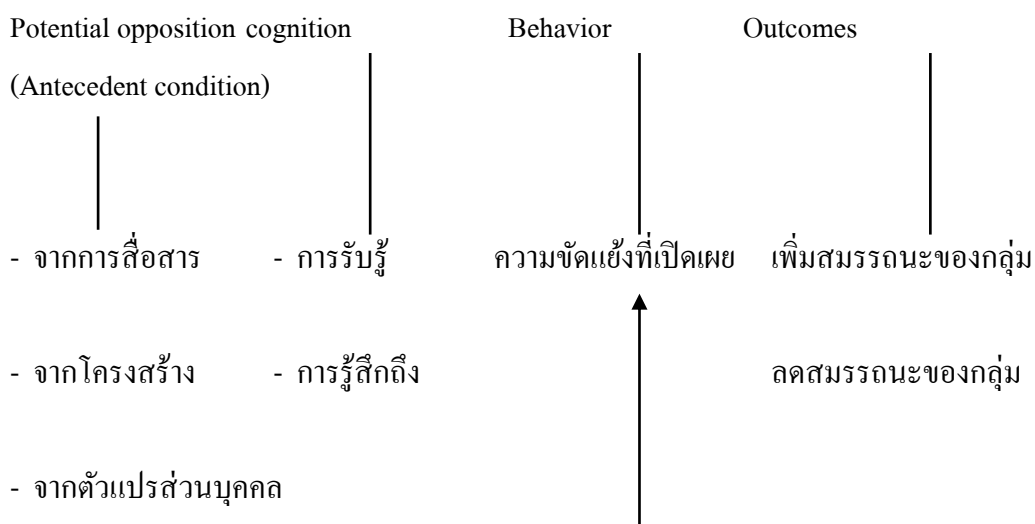 Potential opposition cognition Behavior Outcomes
(Antecedent condition)
- จากการสื่อสาร - การรับรู้ ความขัดแย้งที่เปิดเผย เพิ่มสมรรถนะของกลุ่ม
- จากโครงสร้าง - การรู้สึกถึง ลดสมรรถนะของกลุ่ม
- จากตัวแปรส่วนบุคคล